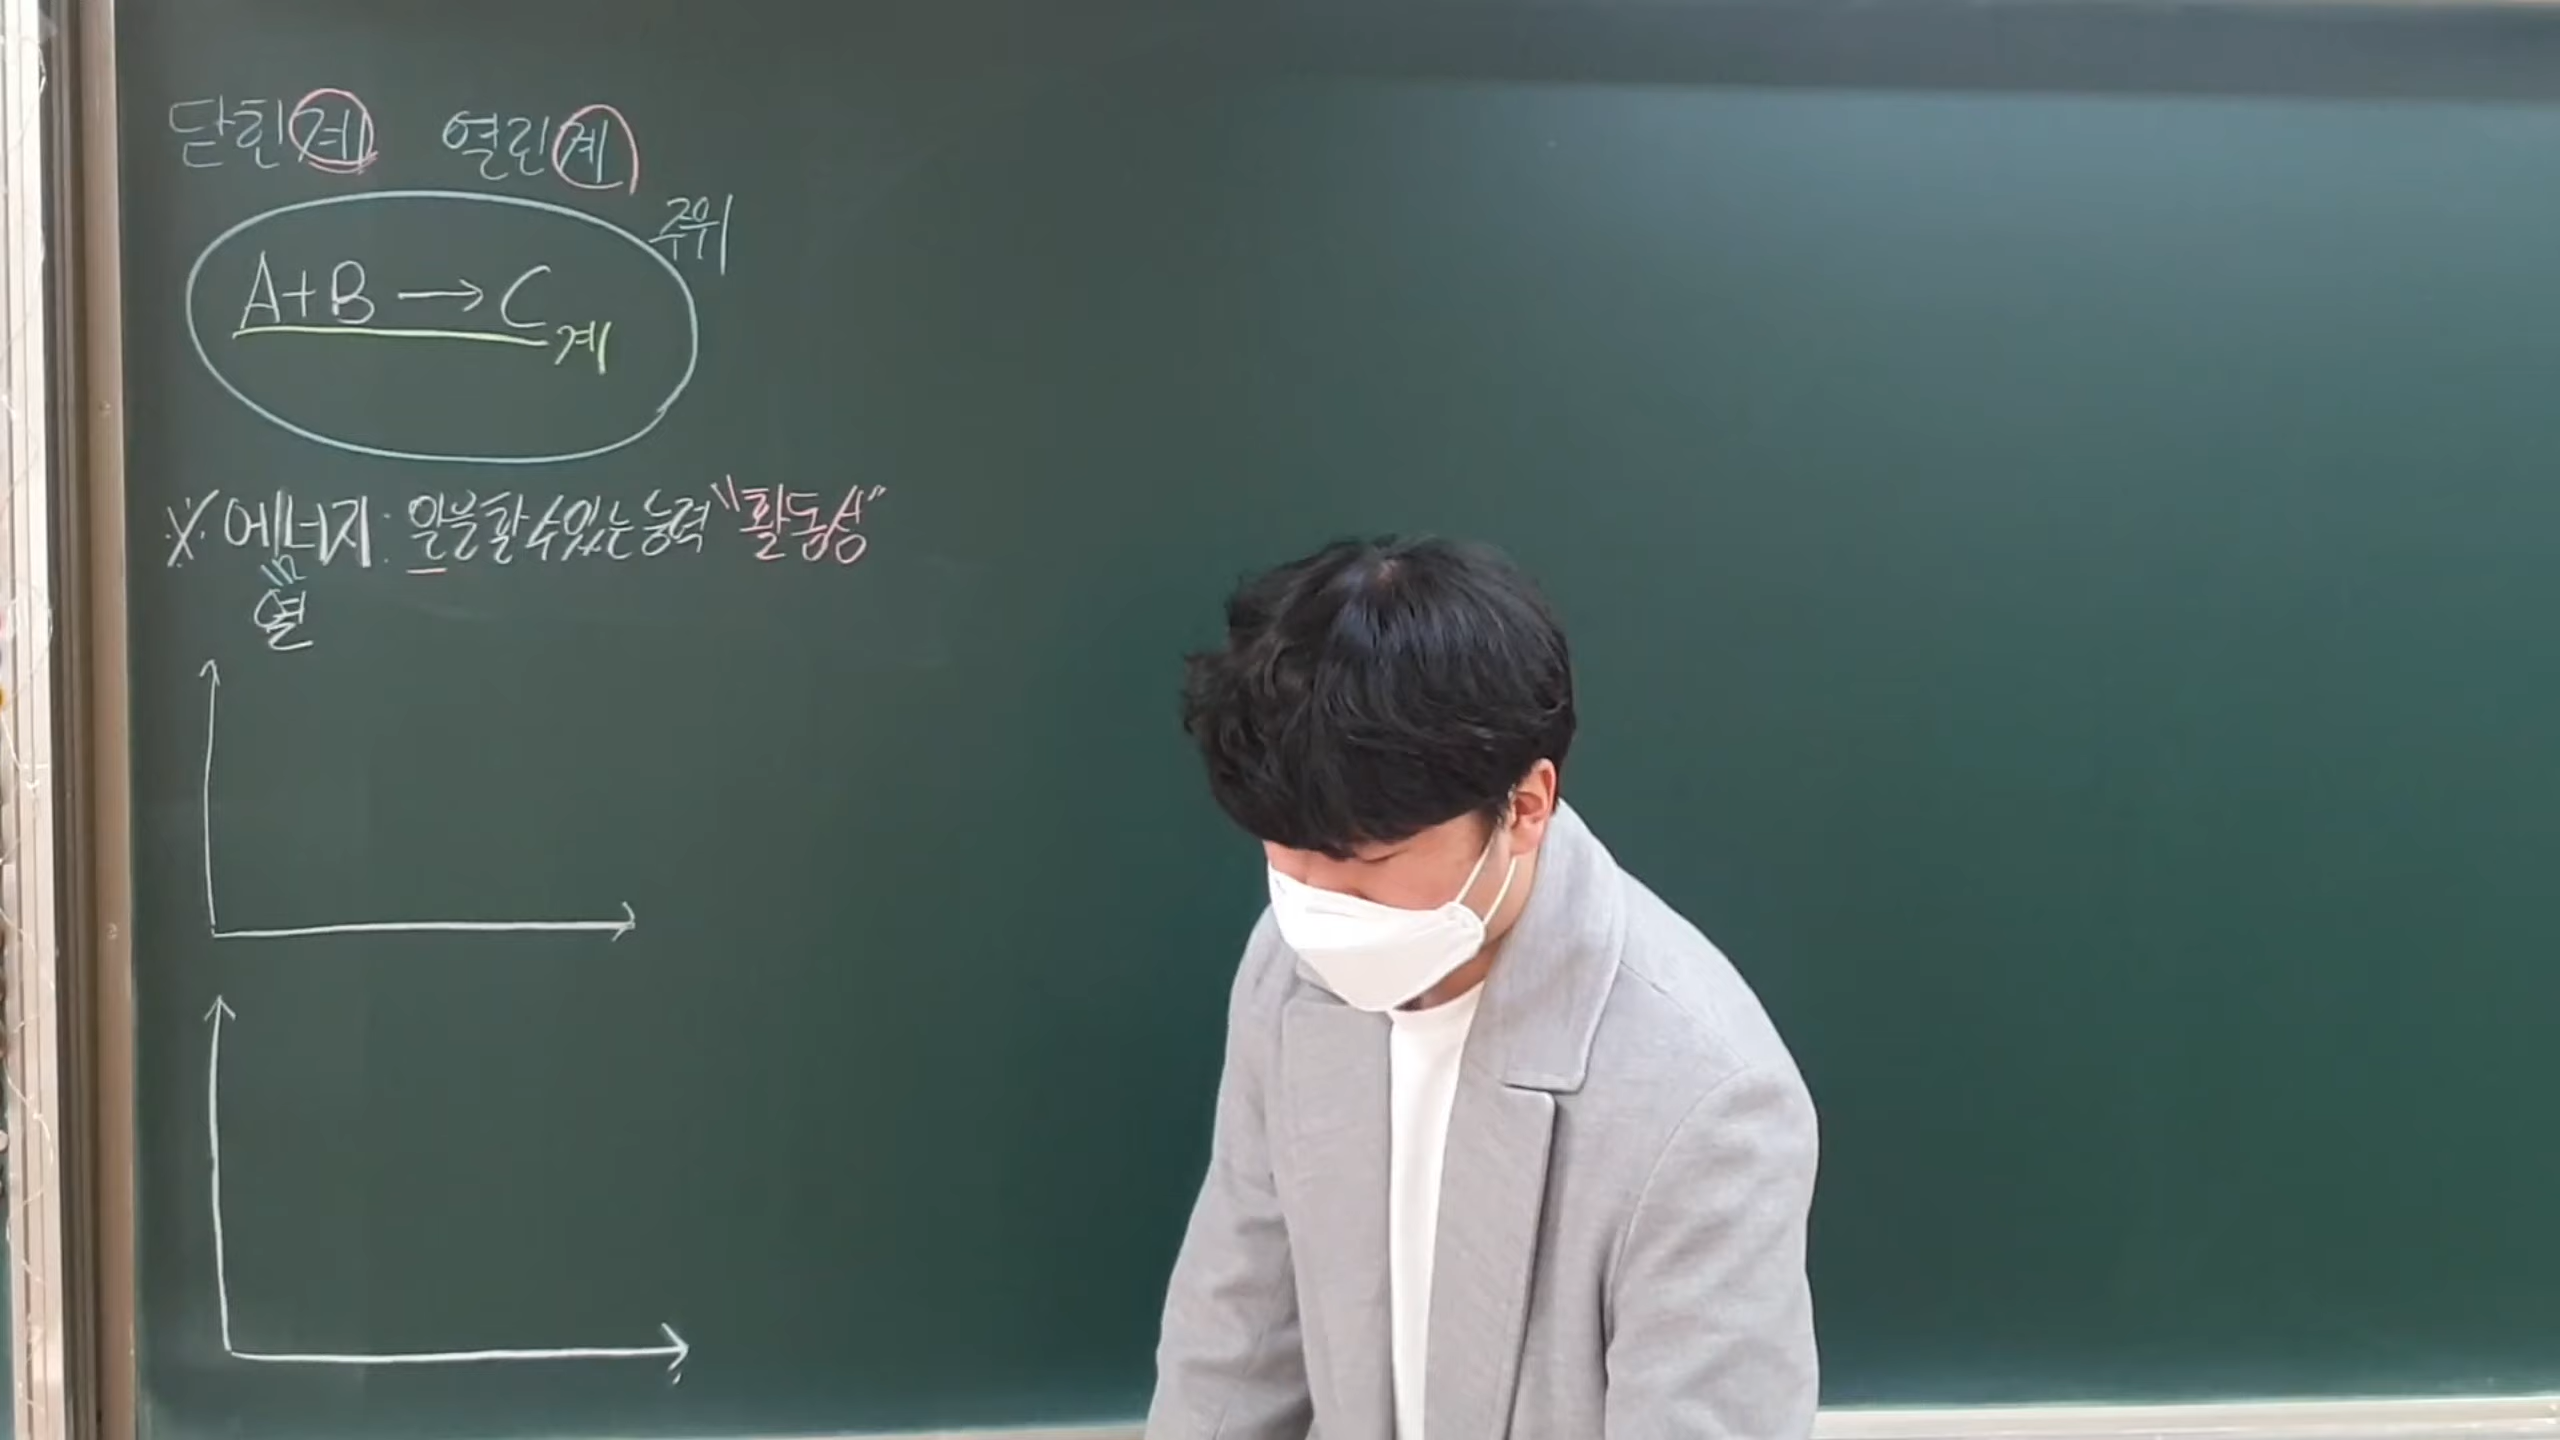 닫힌계 열린계
주위
A+B → C
계
※ 에너지: 일을 할 수 있는 능력 "활동성"
"
열